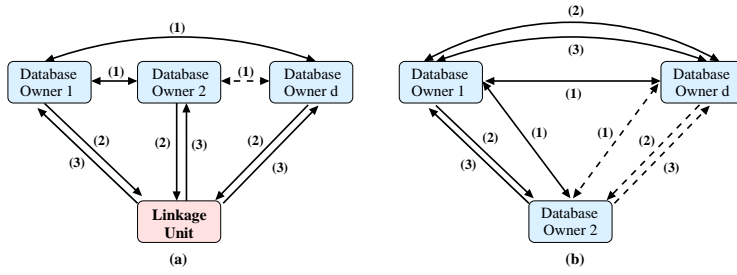 (1)
Database
Owner 1
(1)
Database
Owner 2
(1)
Database
Owner d
(2)
(3)
(2)
(3)
(2)
(3)
Linkage
Unit
(a)
(2)
(3)
Database
Owner 1
(1)
Database
Owner d
(1)
(1)
(2)
(3)
(2)
(3)
Database
Owner 2
(b)